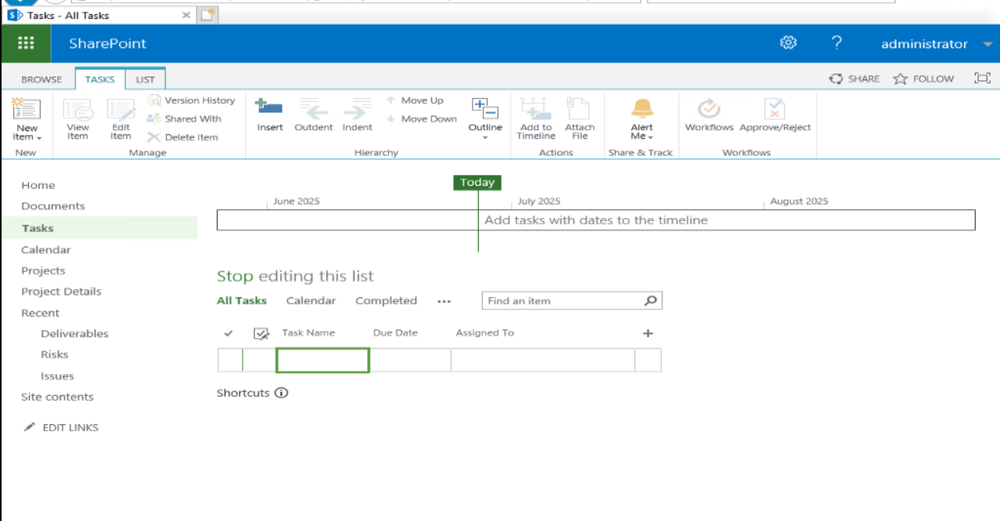 Tasks - All Tasks
SharePoint
administrator
BROWSE TASKS LIST
SHARE FOLLOW
New Item
View Item
Edit Item
Version History
Shared With
Delete Item
Insert
Outdent
Indent
Move Up
Move Down
Outline
Add to Timeline
Attach File
Alert Me
Workflows
Approve/Reject
New
Manage
Hierarchy
Actions
Share & Track
Workflows
Home
Documents
Tasks
Calendar
Projects
Project Details
Recent
Deliverables
Risks
Issues
Site contents
EDIT LINKS
Today
June 2025 July 2025 August 2025
Add tasks with dates to the timeline
Stop editing this list
All Tasks Calendar Completed ... Find an item
Task Name Due Date Assigned To
Shortcuts